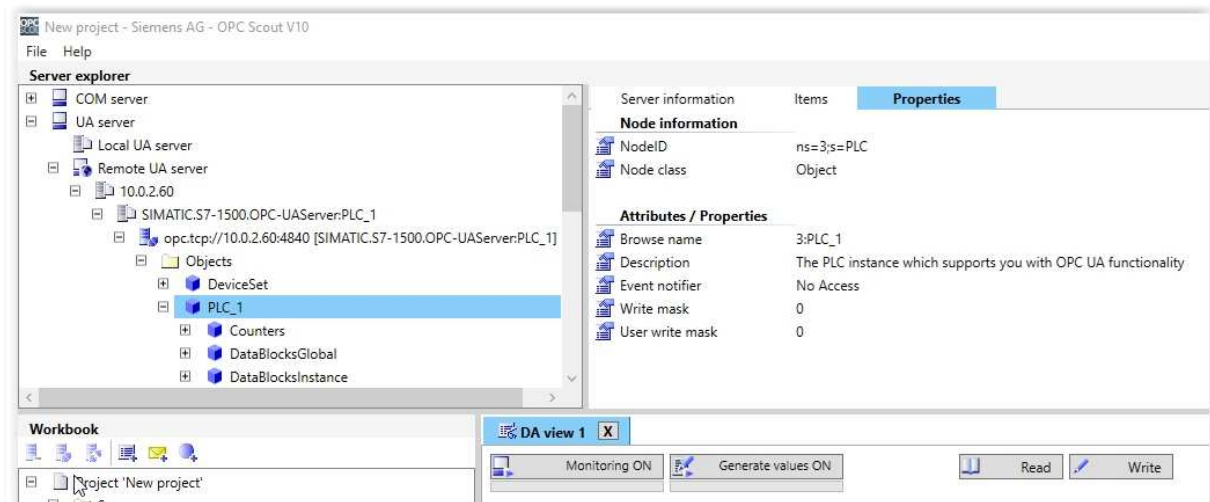 OPC
SCOUT
New project - Siemens AG - OPC Scout V10
File Help
Server explorer
COM server
UA server
Local UA server
Remote UA server
10.0.2.60
SIMATIC.S7-1500.OPC-UAServer:PLC_1
opc.tcp://10.0.2.60:4840 [SIMATIC.S7-1500.OPC-UAServer:PLC_1]
Objects
DeviceSet
PLC_1
Counters
DataBlocksGlobal
DataBlocksInstance
Server information Items Properties
Node information
NodeID ns=3;s=PLC
Node class Object
Attributes / Properties
Browse name 3:PLC_1
Description The PLC instance which supports you with OPC UA functionality
Event notifier No Access
Write mask 0
User write mask 0
Workbook
Project 'New project'
DA view 1 X
Monitoring ON Generate values ON Read Write